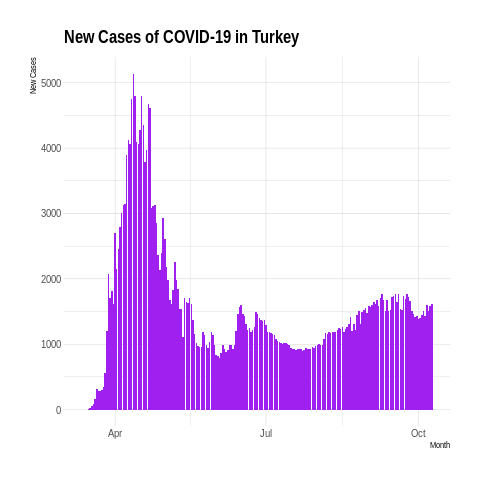 New Cases of COVID-19 in Turkey
New Cases
5000
4000
3000
2000
1000
0
Apr
Jul
Oct
Month